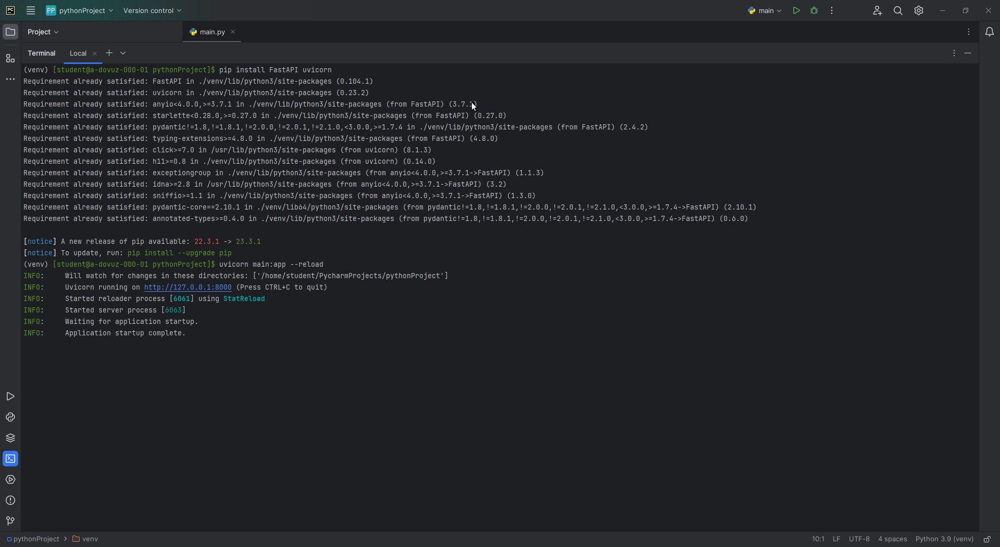 PC
PP pythonProject Version control main
Project main.py
Terminal Local
(venv) [student@a-dovuz-000-01 pythonProject]$ pip install FastAPI uvicorn
Requirement already satisfied: FastAPI in ./venv/lib/python3/site-packages (0.104.1)
Requirement already satisfied: uvicorn in ./venv/lib/python3/site-packages (0.23.2)
Requirement already satisfied: anyio<4.0.0,>=3.7.1 in ./venv/lib/python3/site-packages (from FastAPI) (3.7.1)
Requirement already satisfied: starlette<0.28.0,>=0.27.0 in ./venv/lib/python3/site-packages (from FastAPI) (0.27.0)
Requirement already satisfied: pydantic!=1.8,!=1.8.1,!=2.0.0,!=2.0.1,!=2.1.0,<3.0.0,>=1.7.4 in ./venv/lib/python3/site-packages (from FastAPI) (2.4.2)
Requirement already satisfied: typing-extensions>=4.8.0 in ./venv/lib/python3/site-packages (from FastAPI) (4.8.0)
Requirement already satisfied: click>=7.0 in /usr/lib/python3/site-packages (from uvicorn) (8.1.3)
Requirement already satisfied: h11>=0.8 in ./venv/lib/python3/site-packages (from uvicorn) (0.14.0)
Requirement already satisfied: exceptiongroup in ./venv/lib/python3/site-packages (from anyio<4.0.0,>=3.7.1->FastAPI) (1.1.3)
Requirement already satisfied: idna>=2.8 in /usr/lib/python3/site-packages (from anyio<4.0.0,>=3.7.1->FastAPI) (3.2)
Requirement already satisfied: sniffio>=1.1 in ./venv/lib/python3/site-packages (from anyio<4.0.0,>=3.7.1->FastAPI) (1.3.0)
Requirement already satisfied: pydantic-core==2.10.1 in ./venv/lib64/python3/site-packages (from pydantic!=1.8,!=1.8.1,!=2.0.0,!=2.0.1,!=2.1.0,<3.0.0,>=1.7.4->FastAPI) (2.10.1)
Requirement already satisfied: annotated-types>=0.4.0 in ./venv/lib/python3/site-packages (from pydantic!=1.8,!=1.8.1,!=2.0.0,!=2.0.1,!=2.1.0,<3.0.0,>=1.7.4->FastAPI) (0.6.0)
[notice] A new release of pip available: 22.3.1 -> 23.3.1
[notice] To update, run: pip install --upgrade pip
(venv) [student@a-dovuz-000-01 pythonProject]$ uvicorn main:app --reload
INFO: Will watch for changes in these directories: ['/home/student/PycharmProjects/pythonProject']
INFO: Uvicorn running on http://127.0.0.1:8000 (Press CTRL+C to quit)
INFO: Started reloader process [6061] using StatReload
INFO: Started server process [6063]
INFO: Waiting for application startup.
INFO: Application startup complete.
pythonProject > venv 10:1 LF UTF-8 4 spaces Python 3.9 (venv)